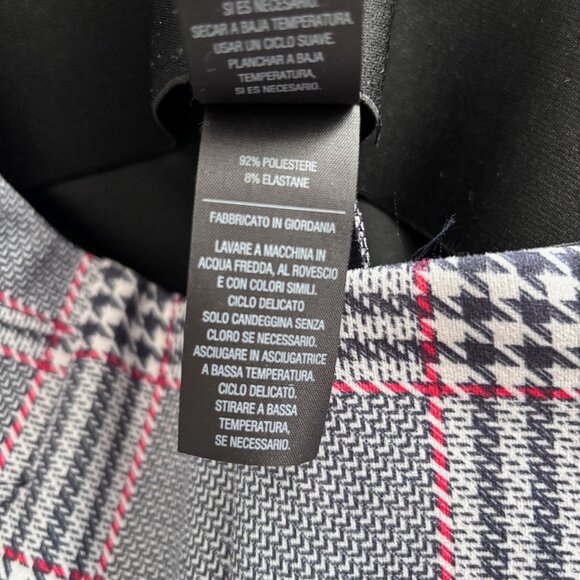 SI ES NECESARIO.
SECAR A BAJA TEMPERATURA.
USAR UN CICLO SUAVE.
PLANCHAR A BAJA
TEMPERATURA,
SI ES NECESARIO.
92% POLIESTERE
8% ELASTANE
FABBRICATO IN GIORDANIA
LAVARE A MACCHINA IN
ACQUA FREDDA, AL ROVESCIO
E CON COLORI SIMILI.
CICLO DELICATO
SOLO CANDEGGINA SENZA
CLORO SE NECESSARIO.
ASCIUGARE IN ASCIUGATRICE
A BASSA TEMPERATURA.
CICLO DELICATO.
STIRARE A BASSA
TEMPERATURA,
SE NECESSARIO.